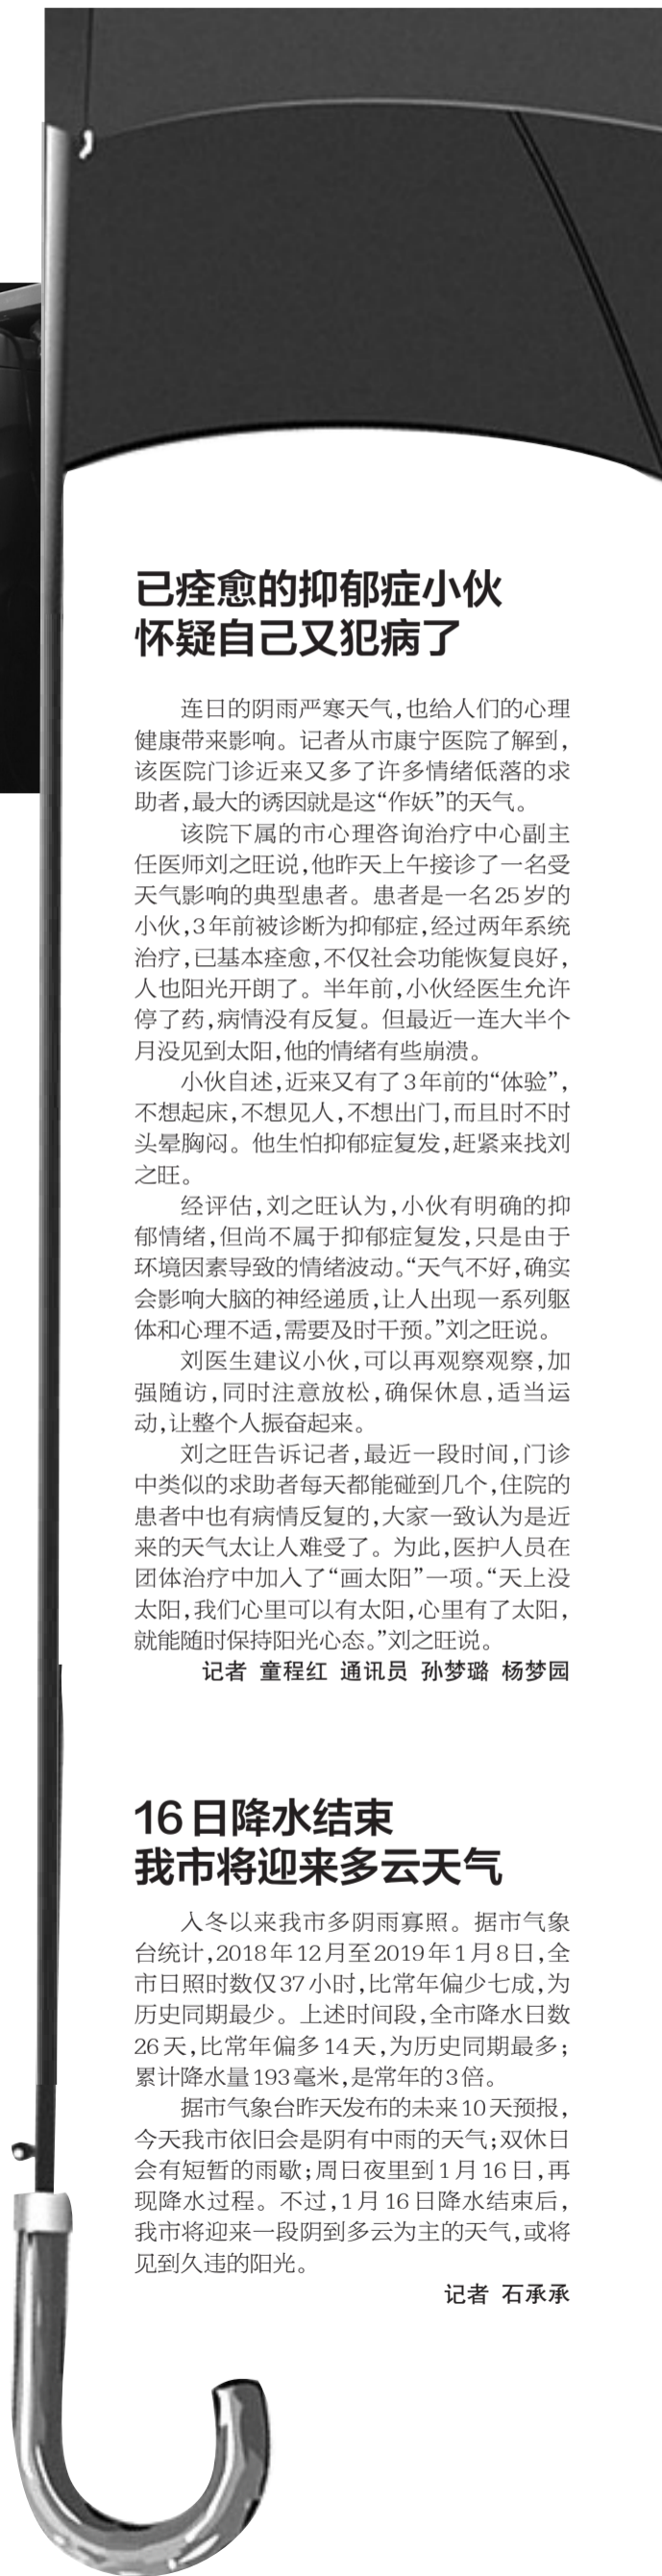 已痊愈的抑郁症小伙
怀疑自己又犯病了
连日的阴雨严寒天气,也给人们的心理
健康带来影响。记者从市康宁医院了解到,
该医院门诊近来又多了许多情绪低落的求
助者,最大的诱因就是这“作妖”的天气。
该院下属的市心理咨询治疗中心副主
任医师刘之旺说,他昨天上午接诊了一名受
天气影响的典型患者。患者是一名25岁的
小伙,3年前被诊断为抑郁症,经过两年系统
治疗,已基本痊愈,不仅社会功能恢复良好,
人也阳光开朗了。半年前,小伙经医生允许
停了药,病情没有反复。但最近一连大半个
月没见到太阳,他的情绪有些崩溃。
小伙自述,近来又有了3年前的“体验”,
不想起床,不想见人,不想出门,而且时不时
头晕胸闷。他生怕抑郁症复发,赶紧来找刘
之旺。
经评估,刘之旺认为,小伙有明确的抑
郁情绪,但尚不属于抑郁症复发,只是由于
环境因素导致的情绪波动。“天气不好,确实
会影响大脑的神经递质,让人出现一系列躯
体和心理不适,需要及时干预。”刘之旺说。
刘医生建议小伙,可以再观察观察,加
强随访,同时注意放松,确保休息,适当运
动,让整个人振奋起来。
刘之旺告诉记者,最近一段时间,门诊
中类似的求助者每天都能碰到几个,住院的
患者中也有病情反复的,大家一致认为是近
来的天气太让人难受了。为此,医护人员在
团体治疗中加入了“画太阳”一项。“天上没
太阳,我们心里可以有太阳,心里有了太阳,
就能随时保持阳光心态。”刘之旺说。
记者 童程红 通讯员 孙梦璐 杨梦园
16日降水结束
我市将迎来多云天气
入冬以来我市多阴雨寡照。据市气象
台统计,2018年12月至2019年1月8日,全
市日照时数仅37小时,比常年偏少七成,为
历史同期最少。上述时间段,全市降水日数
26天,比常年偏多14天,为历史同期最多;
累计降水量193毫米,是常年的3倍。
据市气象台昨天发布的未来10天预报,
今天我市依旧会是阴有中雨的天气;双休日
会有短暂的雨歇;周日夜里到1月16日,再
现降水过程。不过,1月16日降水结束后,
我市将迎来一段阴到多云为主的天气,或将
见到久违的阳光。
记者 石承承